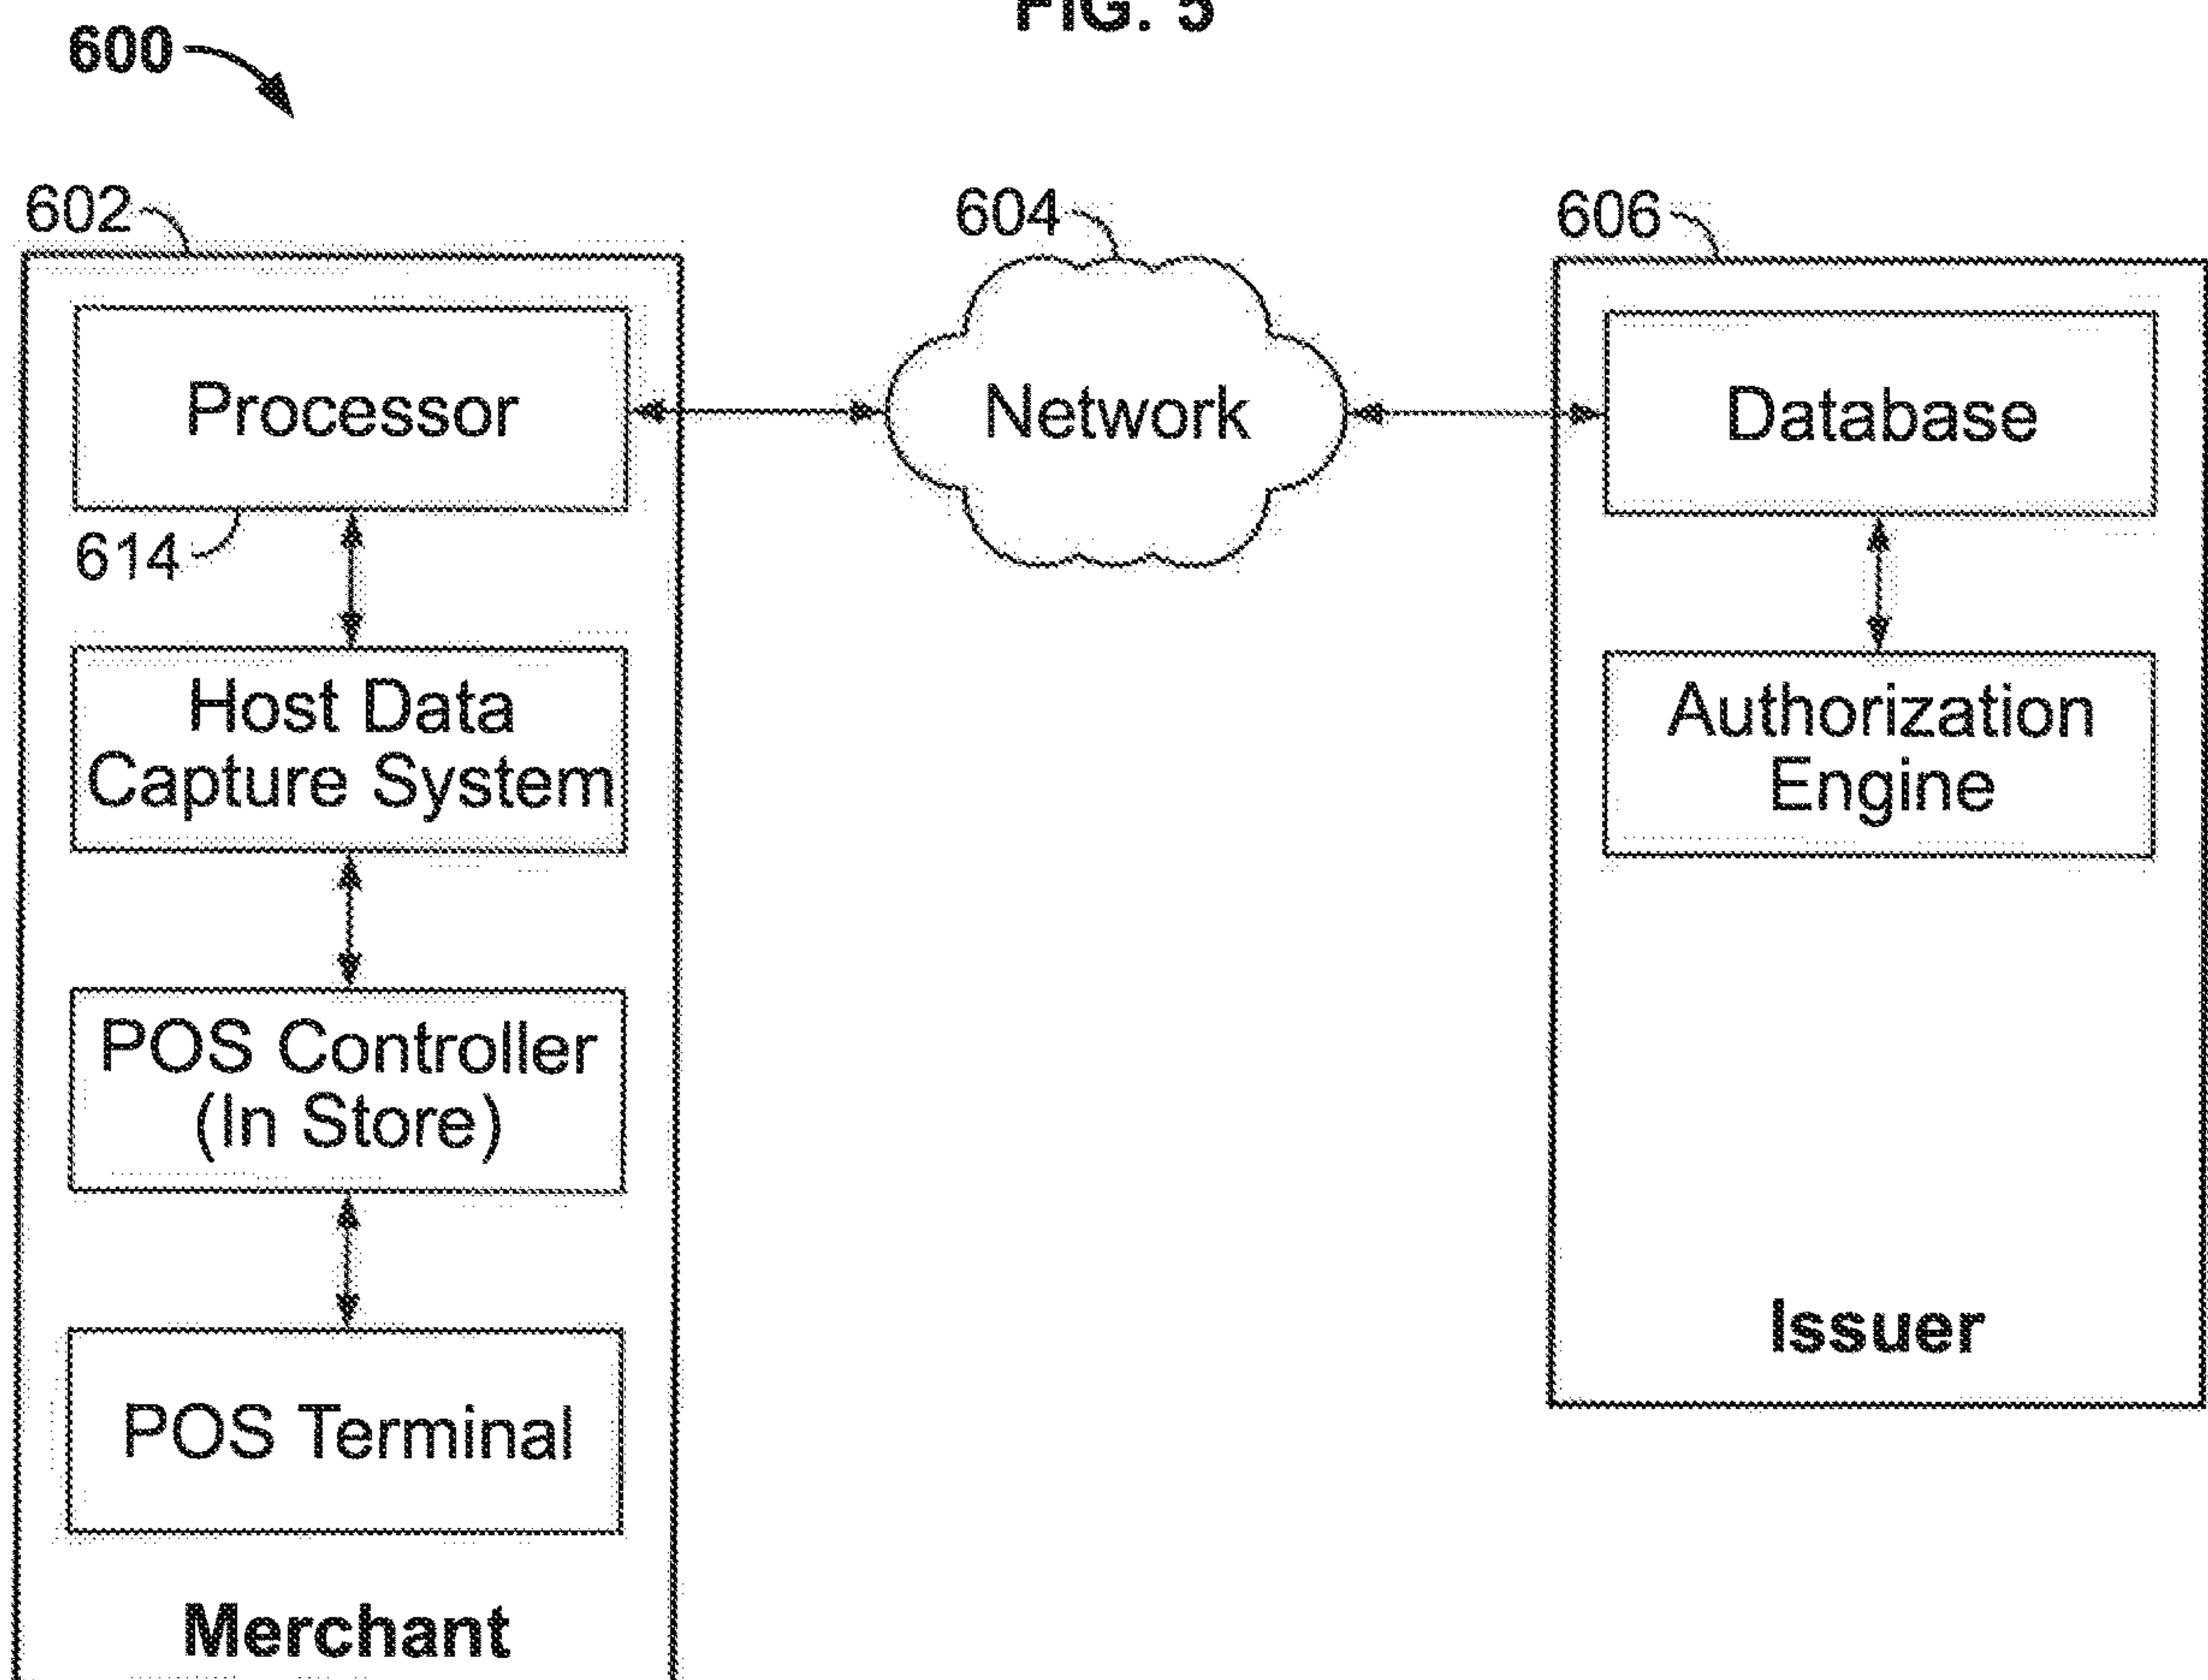 FIG. 5
600
602
604
606
Processor
Network
Database
614
Host Data
Capture System
Authorization
Engine
POS Controller
(In Store)
Issuer
POS Terminal
Merchant